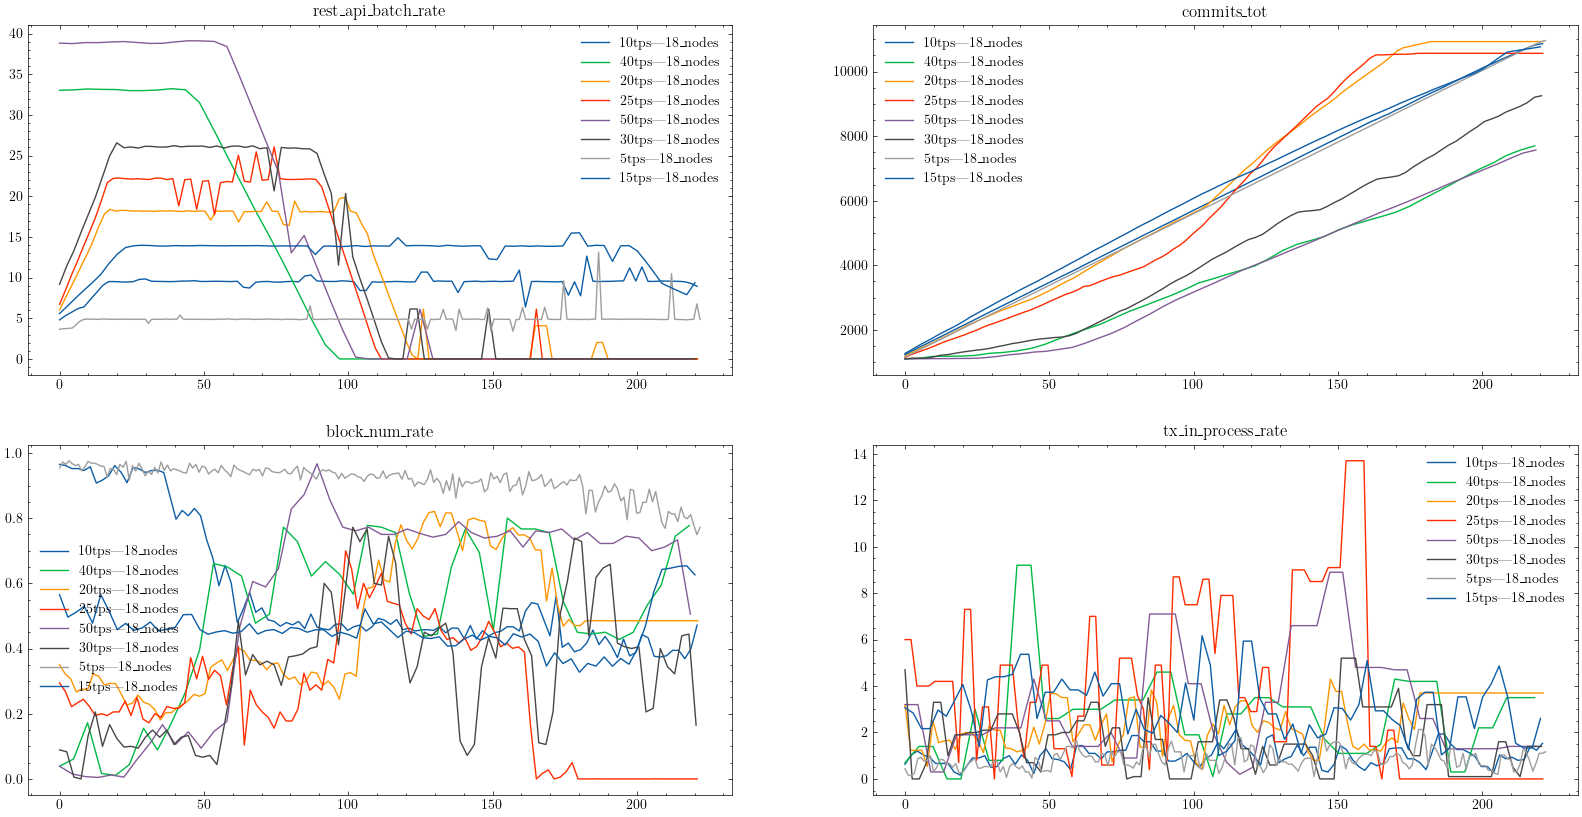 rest_api_batch_rate
40
35
30
25
20
15
10
5
0
0 50 100 150 200
10tps—18_nodes
40tps—18_nodes
20tps—18_nodes
25tps—18_nodes
50tps—18_nodes
30tps—18_nodes
5tps—18_nodes
15tps—18_nodes
commits_tot
10000
8000
6000
4000
2000
0 50 100 150 200
10tps—18_nodes
40tps—18_nodes
20tps—18_nodes
25tps—18_nodes
50tps—18_nodes
30tps—18_nodes
5tps—18_nodes
15tps—18_nodes
block_num_rate
1.0
0.8
0.6
0.4
0.2
0.0
0 50 100 150 200
10tps—18_nodes
40tps—18_nodes
20tps—18_nodes
25tps—18_nodes
50tps—18_nodes
30tps—18_nodes
5tps—18_nodes
15tps—18_nodes
tx_in_process_rate
14
12
10
8
6
4
2
0
0 50 100 150 200
10tps—18_nodes
40tps—18_nodes
20tps—18_nodes
25tps—18_nodes
50tps—18_nodes
30tps—18_nodes
5tps—18_nodes
15tps—18_nodes